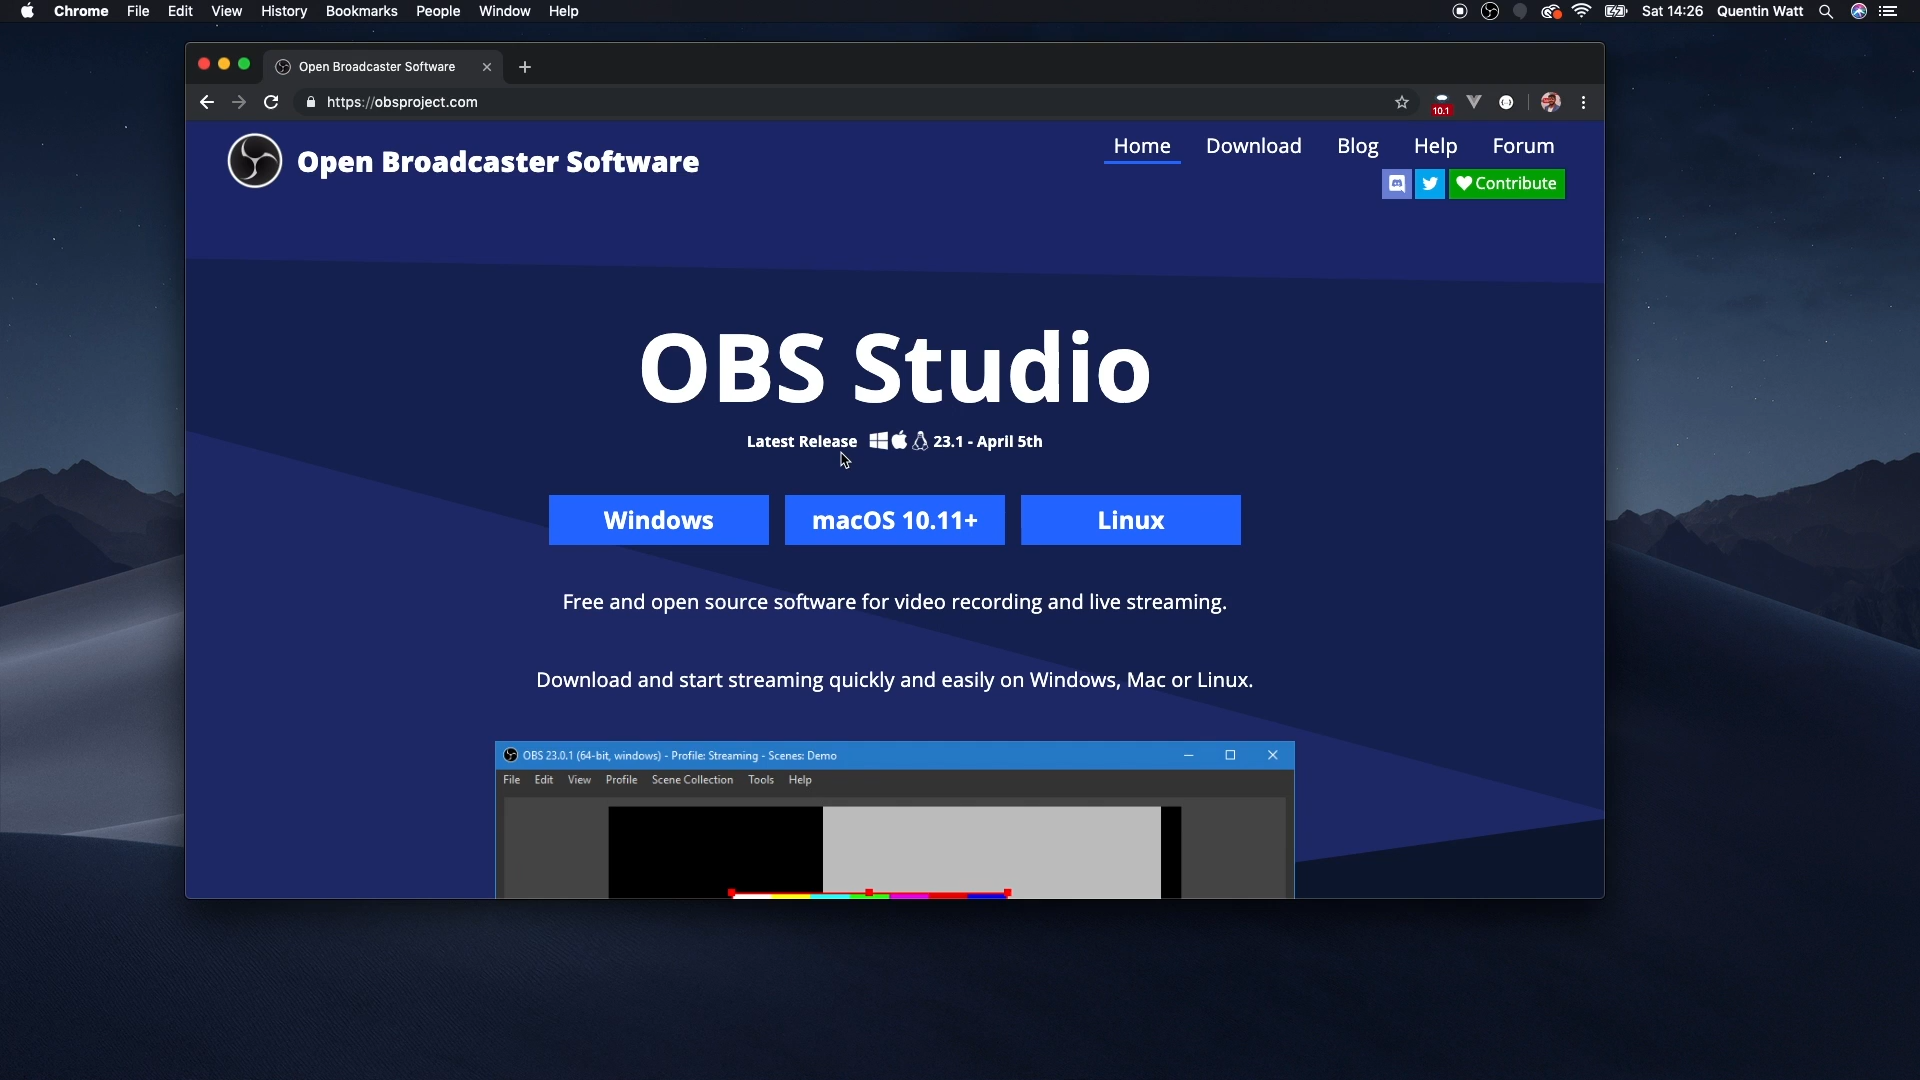 Chrome File Edit View History Bookmarks People Window Help Sat 14:26 Quentin Watt
Open Broadcaster Software
https://obsproject.com 10.1
Open Broadcaster Software
Home Download Blog Help Forum
Contribute
OBS Studio
Latest Release 23.1 - April 5th
Windows macOS 10.11+ Linux
Free and open source software for video recording and live streaming.
Download and start streaming quickly and easily on Windows, Mac or Linux.
OBS 23.0.1 (64-bit, windows) - Profile: Streaming - Scenes: Demo
File Edit View Profile Scene Collection Tools Help